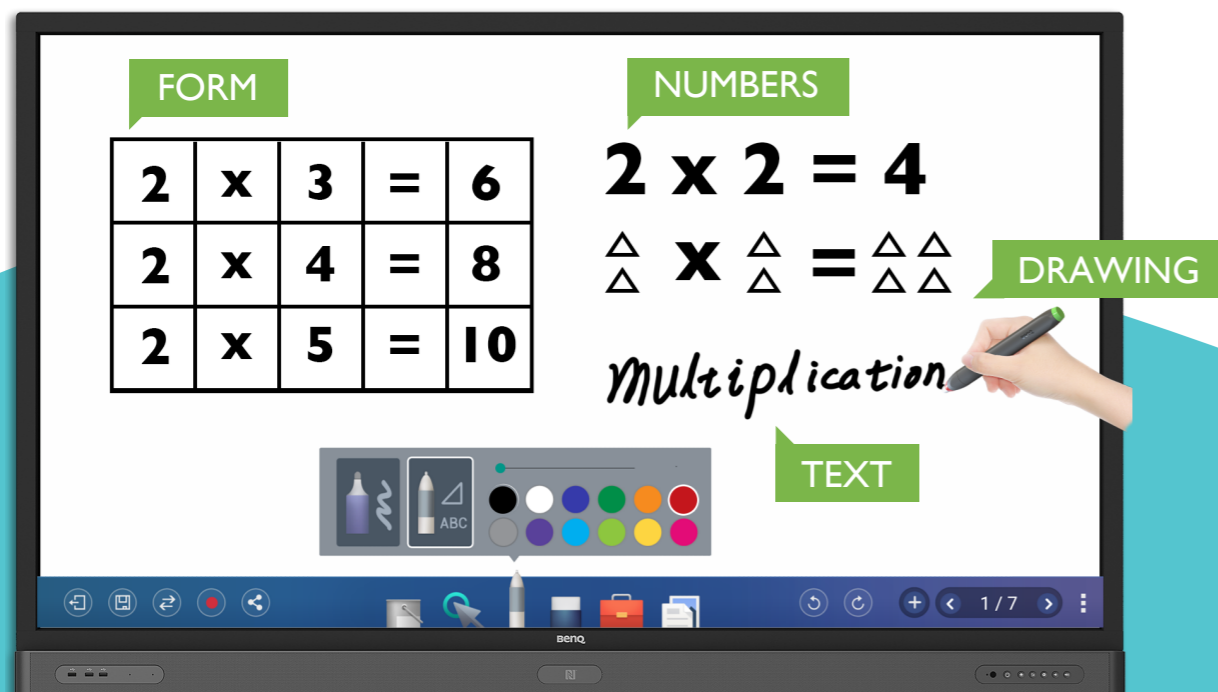 FORM
2 x 3 = 6
2 x 4 = 8
2 x 5 = 10
NUMBERS
2 x 2 = 4
x =
DRAWING
multiplication
TEXT
ABC
1/7
BenQ